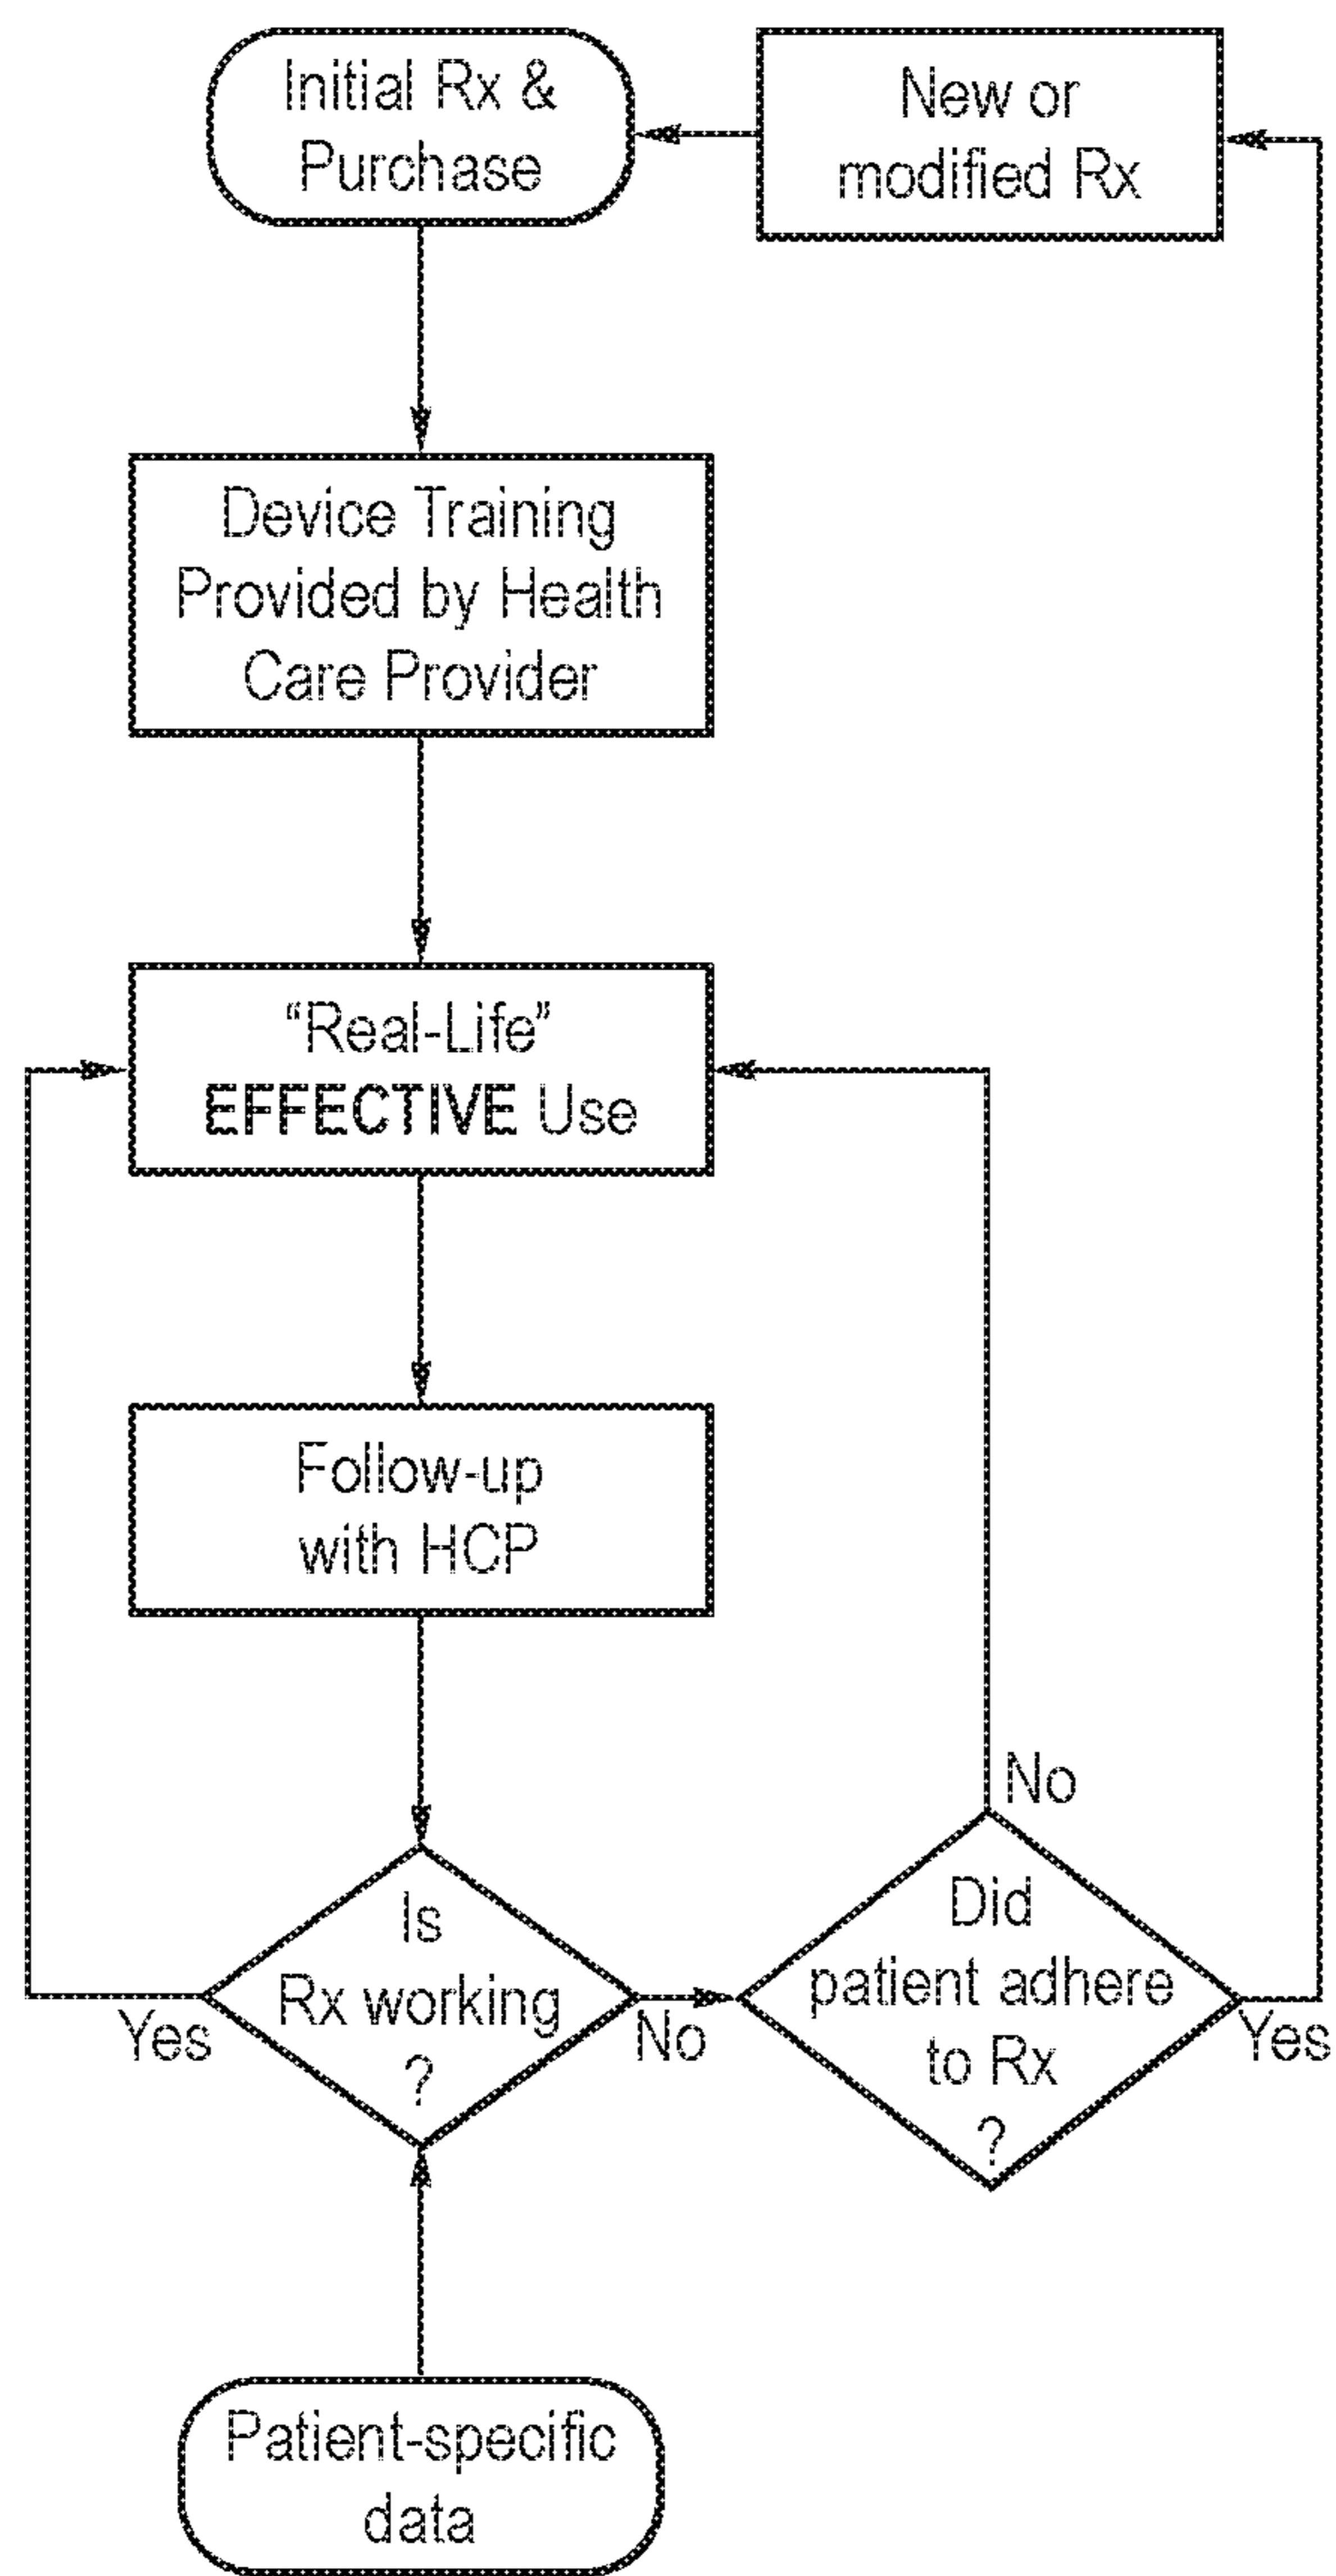 Initial Rx &
Purchase
New or
modified Rx
Device Training
Provided by Health
Care Provider
“Real-Life”
EFFECTIVE Use
Follow-up
with HCP
Is
Rx working
?
Yes
No
Did
patient adhere
to Rx
?
No
Yes
Patient-specific
data